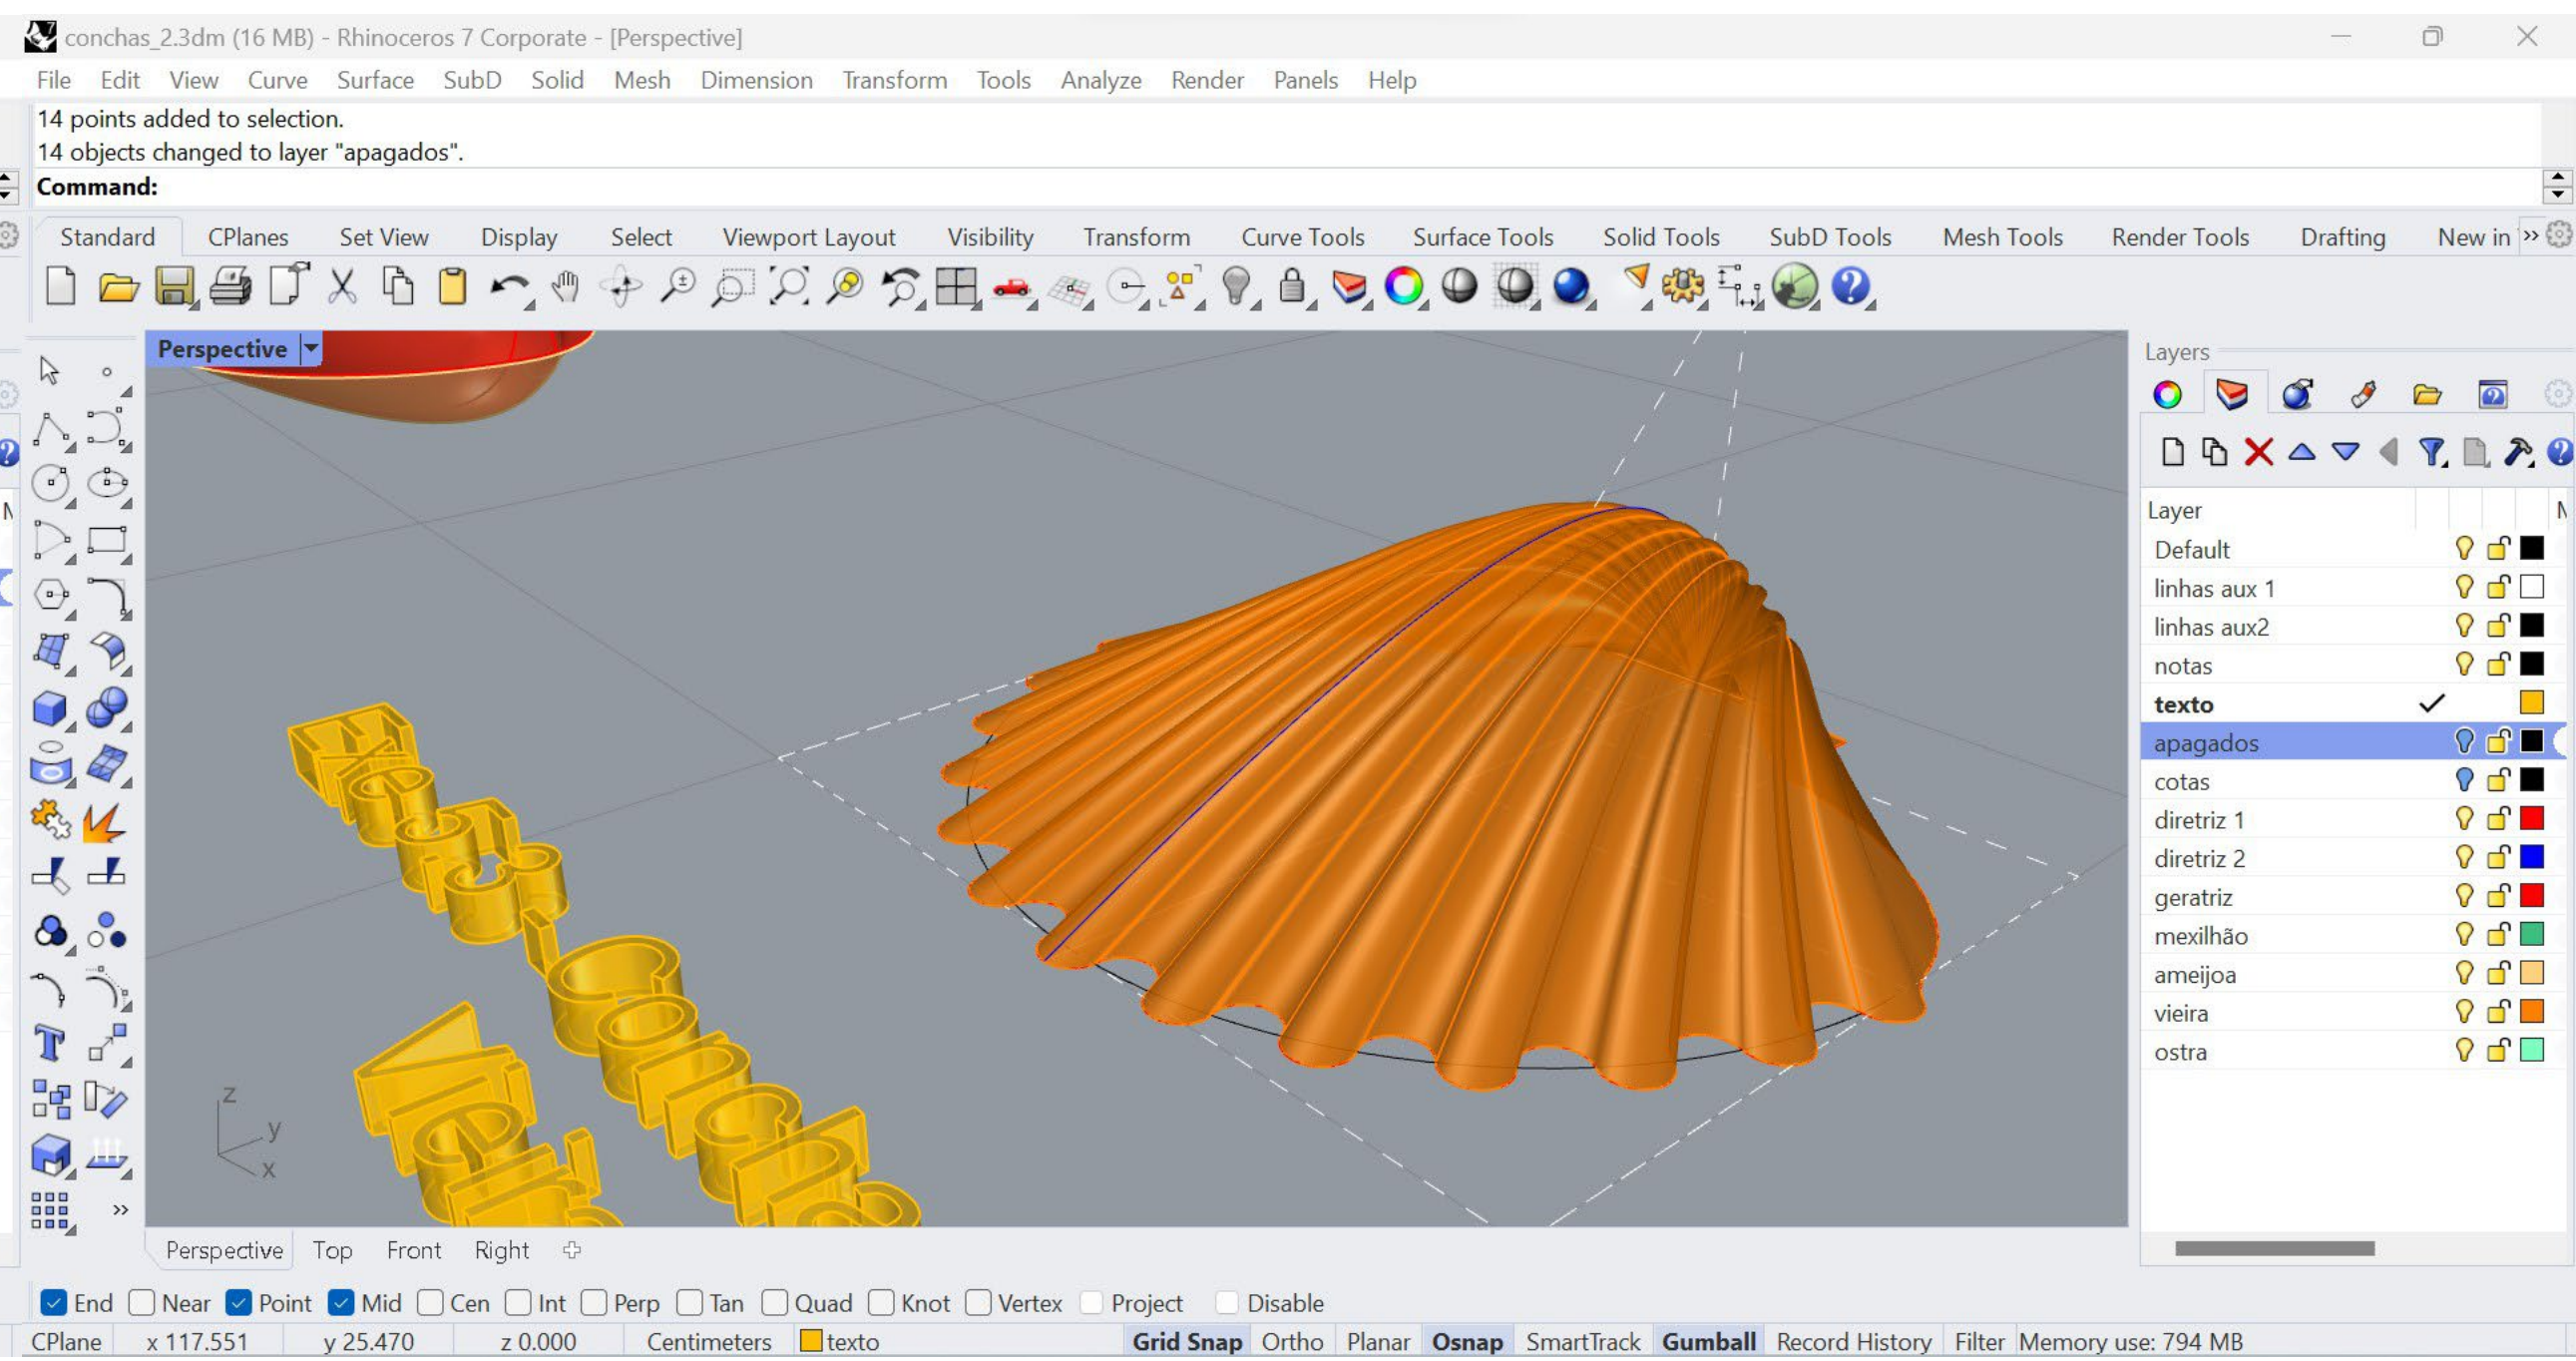 conchas_2.3dm (16 MB) - Rhinoceros 7 Corporate - [Perspective]
File Edit View Curve Surface SubD Solid Mesh Dimension Transform Tools Analyze Render Panels Help
14 points added to selection.
14 objects changed to layer "apagados".
Command:
Standard CPlanes Set View Display Select Viewport Layout Visibility Transform Curve Tools Surface Tools Solid Tools SubD Tools Mesh Tools Render Tools Drafting New in »
Perspective
Layers
Layer
Default
linhas aux 1
linhas aux2
notas
texto
apagados
cotas
diretriz 1
diretriz 2
geratriz
mexilhão
ameijoa
vieira
ostra
z
y
x
Perspective Top Front Right
End Near Point Mid Cen Int Perp Tan Quad Knot Vertex Project Disable
CPlane x 117.551 y 25.470 z 0.000 Centimeters texto Grid Snap Ortho Planar Osnap SmartTrack Gumball Record History Filter Memory use: 794 MB